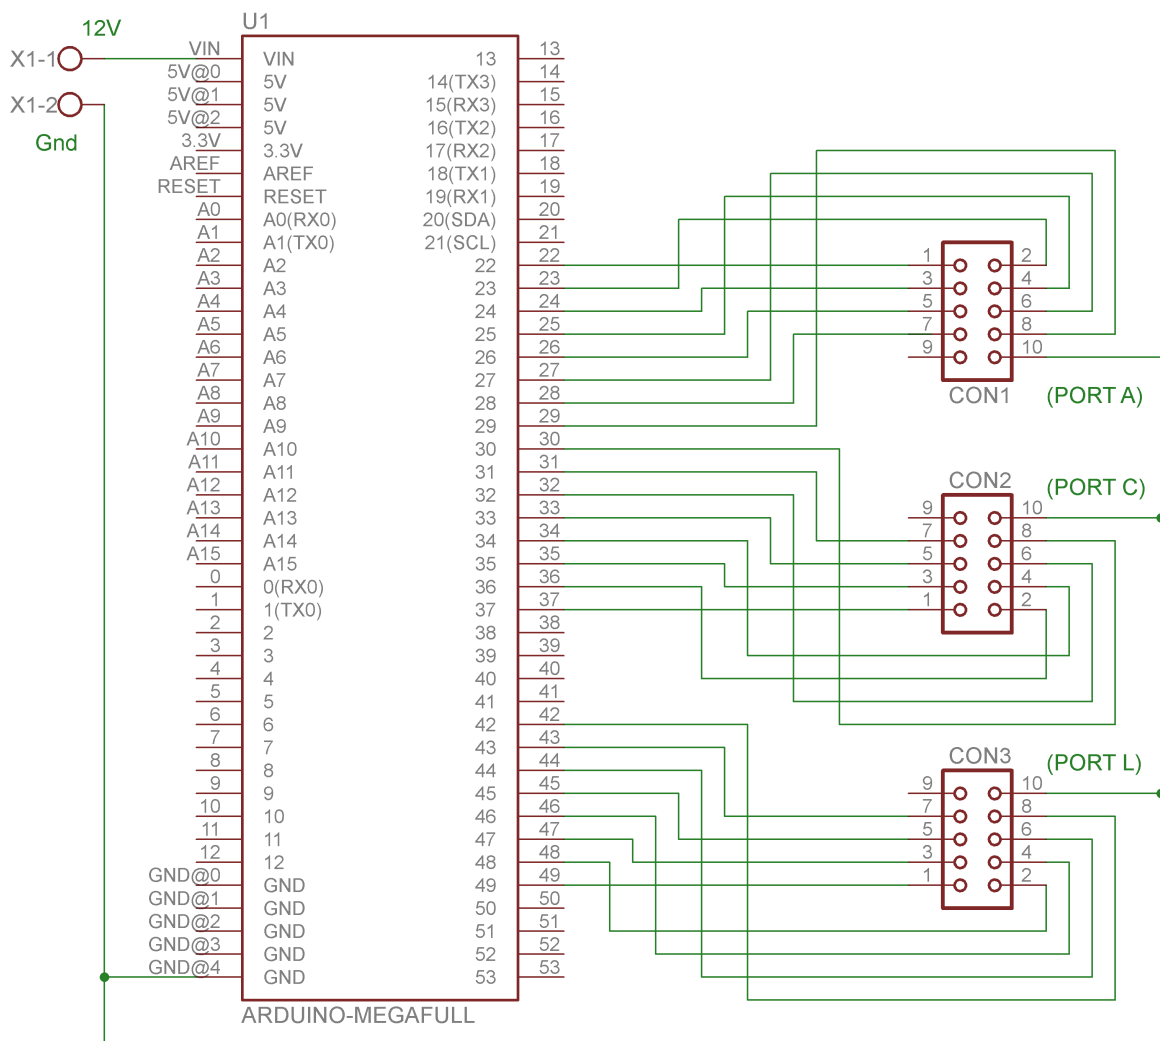 U1
12V
X1-1
X1-2
Gnd
VIN
5V@0
5V@1
5V@2
3.3V
AREF
RESET
A0
A1
A2
A3
A4
A5
A6
A7
A8
A9
A10
A11
A12
A13
A14
A15
0
1
2
3
4
5
6
7
8
9
10
11
12
GND@0
GND@1
GND@2
GND@3
GND@4
VIN
5V
5V
5V
3.3V
AREF
RESET
A0(RX0)
A1(TX0)
A2
A3
A4
A5
A6
A7
A8
A9
A10
A11
A12
A13
A14
A15
0(RX0)
1(TX0)
2
3
4
5
6
7
8
9
10
11
12
GND
GND
GND
GND
GND
13
14(TX3)
15(RX3)
16(TX2)
17(RX2)
18(TX1)
19(RX1)
20(SDA)
21(SCL)
22
23
24
25
26
27
28
29
30
31
32
33
34
35
36
37
38
39
40
41
42
43
44
45
46
47
48
49
50
51
52
53
13
14
15
16
17
18
19
20
21
22
23
24
25
26
27
28
29
30
31
32
33
34
35
36
37
38
39
40
41
42
43
44
45
46
47
48
49
50
51
52
53
ARDUINO-MEGAFULL
1 2
3 4
5 6
7 8
9 10
CON1 (PORT A)
CON2 (PORT C)
9 10
7 8
5 6
3 4
1 2
CON3 (PORT L)
9 10
7 8
5 6
3 4
1 2